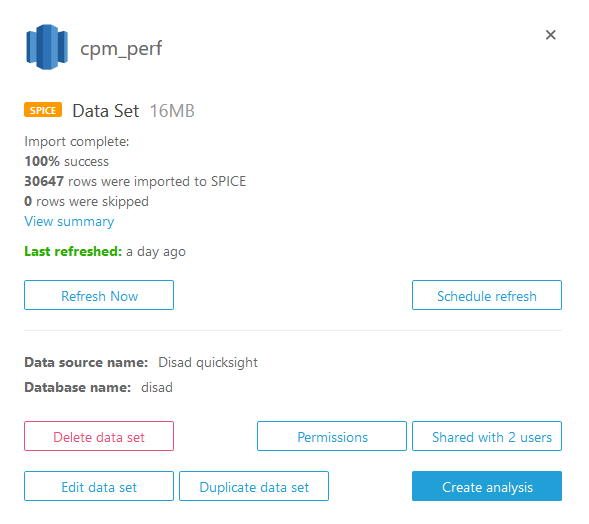 cpm_perf
SPICE Data Set 16MB
Import complete:
100% success
30647 rows were imported to SPICE
0 rows were skipped
View summary
Last refreshed: a day ago
Refresh Now Schedule refresh
Data source name: Disad quicksight
Database name: disad
Delete data set Permissions Shared with 2 users
Edit data set Duplicate data set Create analysis